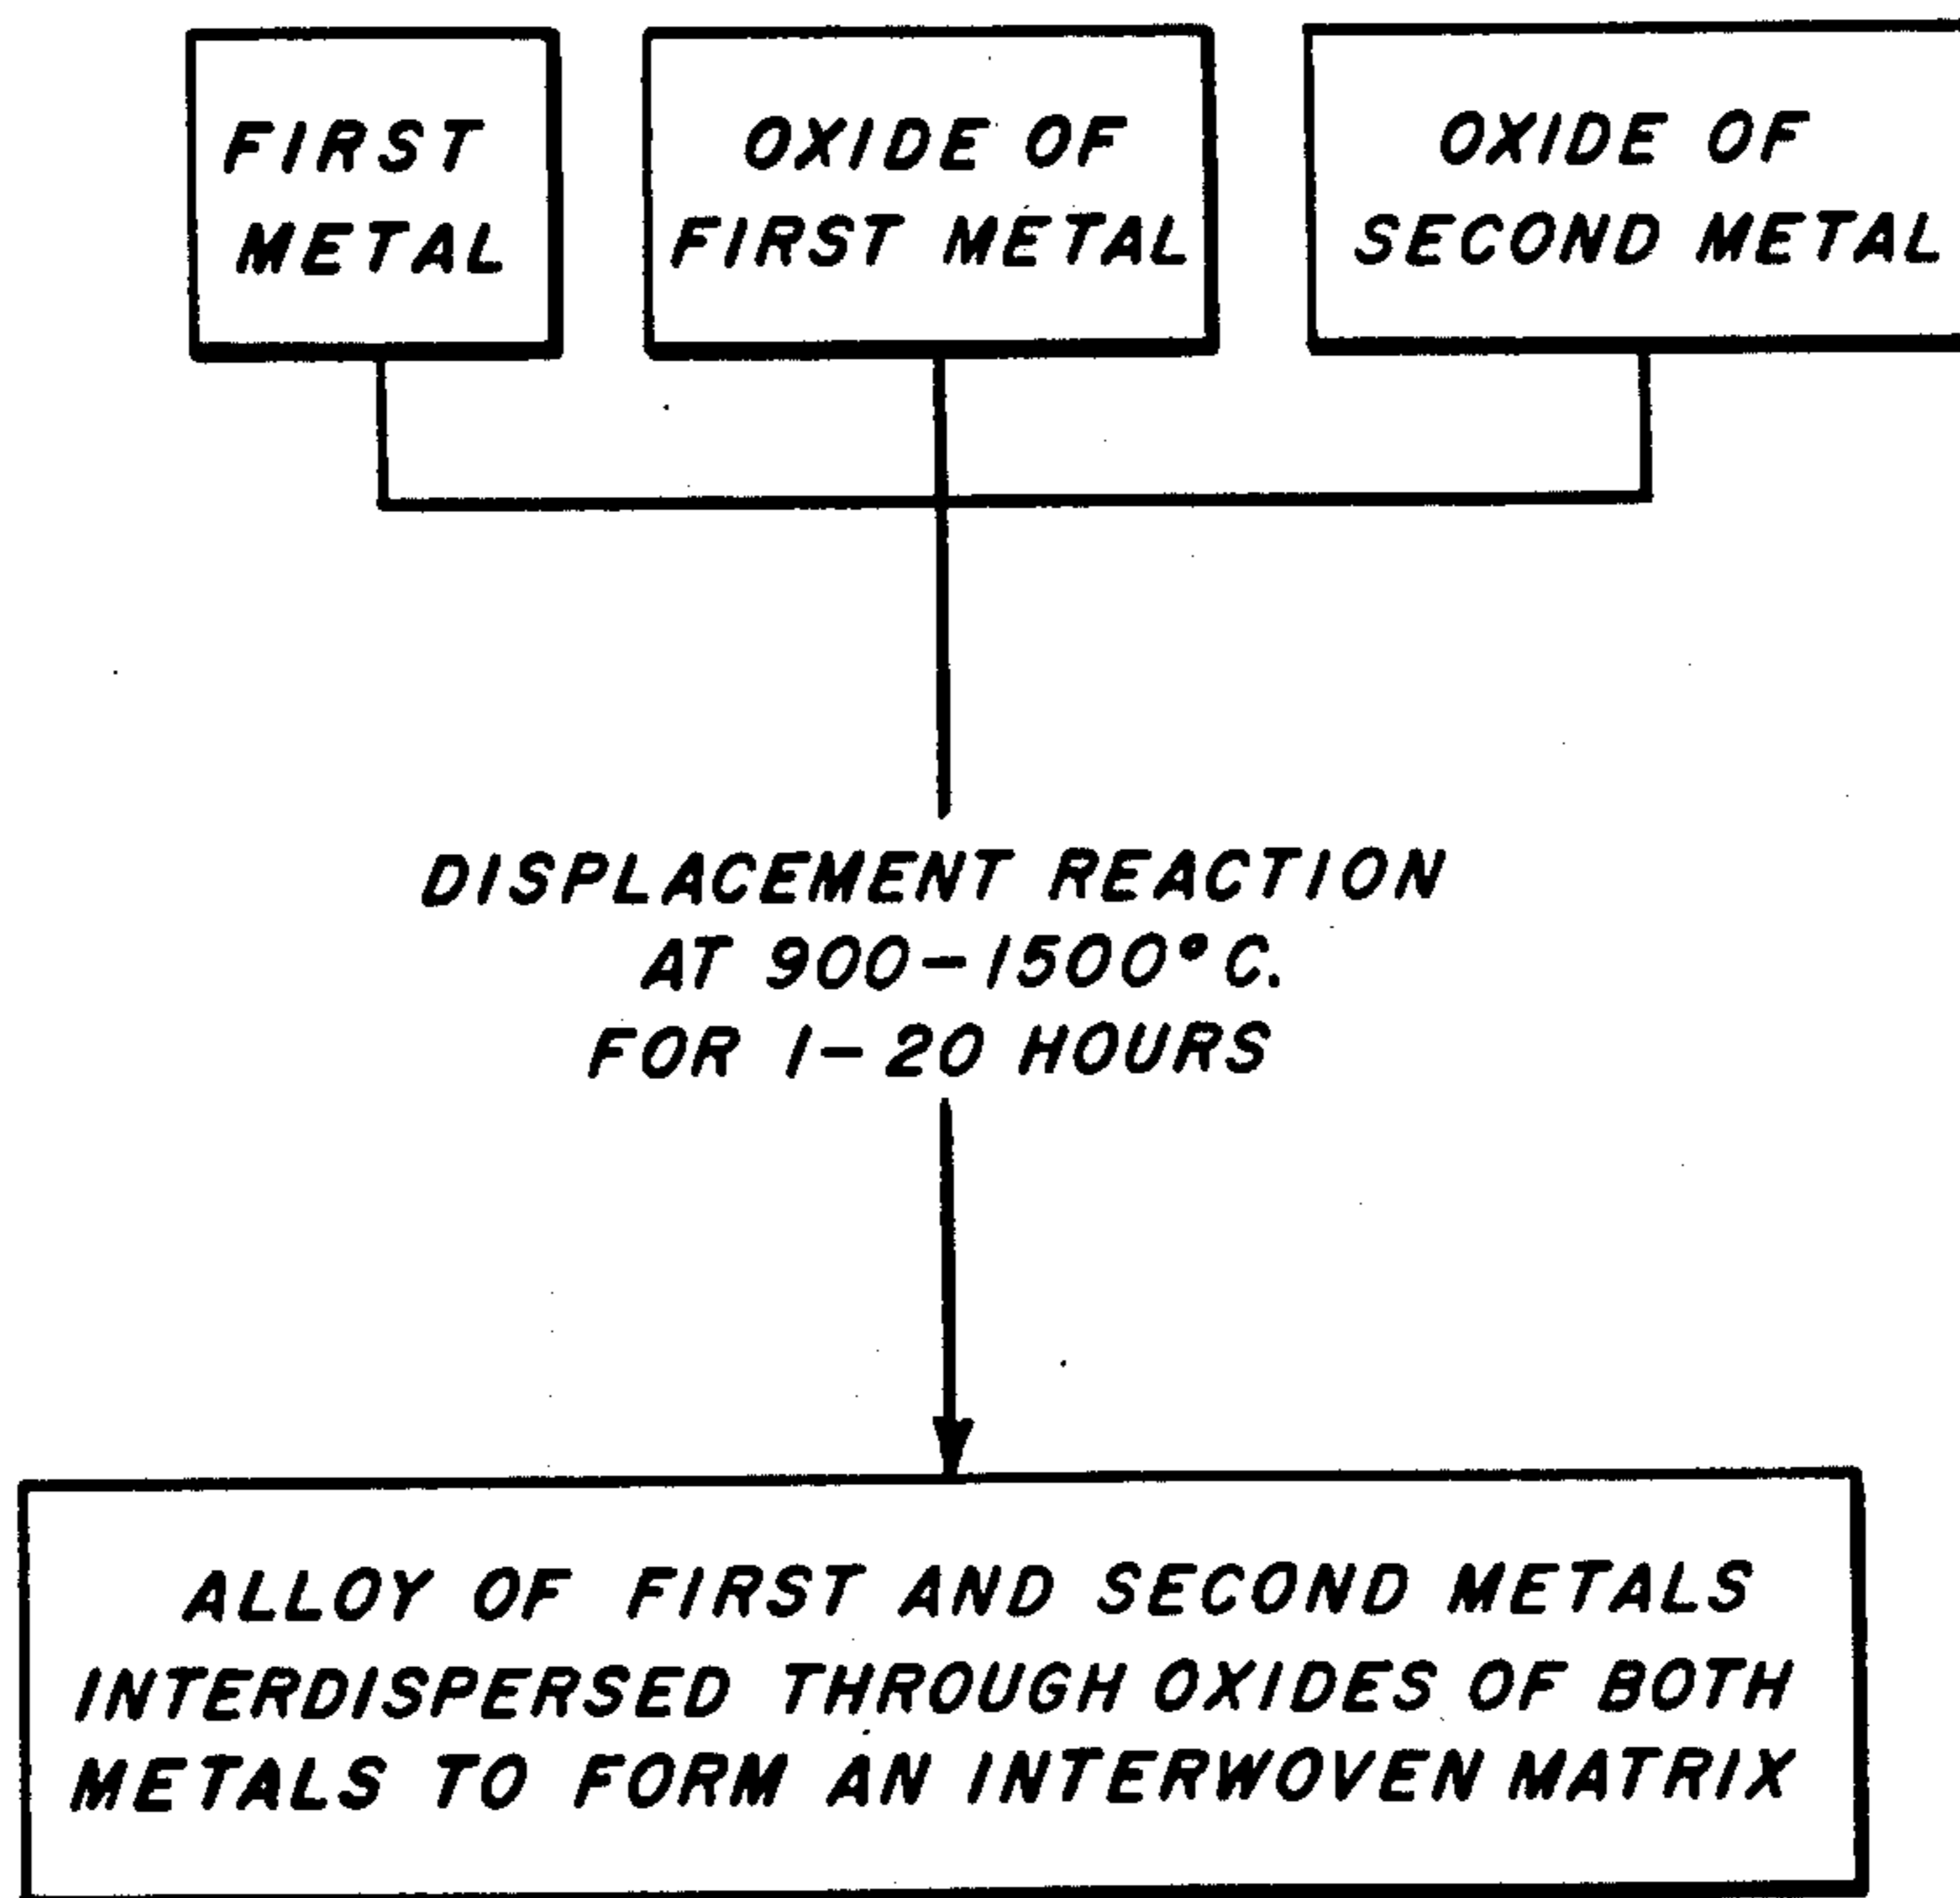 FIRST
METAL
OXIDE OF
FIRST METAL
OXIDE OF
SECOND METAL
DISPLACEMENT REACTION
AT 900-1500°C.
FOR 1-20 HOURS
ALLOY OF FIRST AND SECOND METALS
INTERDISPERSED THROUGH OXIDES OF BOTH
METALS TO FORM AN INTERWOVEN MATRIX